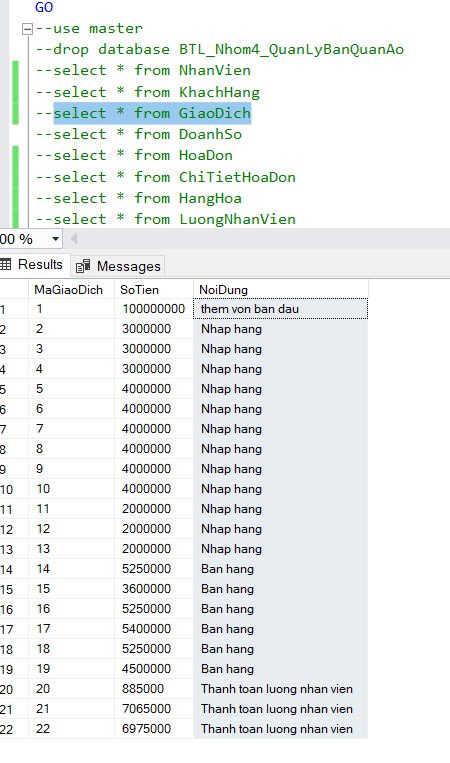 GO
--use master
--drop database BTL_Nhom4_QuanLyBanQuanAo
--select * from NhanVien
--select * from KhachHang
--select * from GiaoDich
--select * from DoanhSo
--select * from HoaDon
--select * from ChiTietHoaDon
--select * from HangHoa
--select * from LuongNhanVien
00 %
Results Messages
MaGiaoDich SoTien NoiDung
1 1 100000000 them von ban dau
2 2 3000000 Nhap hang
3 3 3000000 Nhap hang
4 4 3000000 Nhap hang
5 5 4000000 Nhap hang
6 6 4000000 Nhap hang
7 7 4000000 Nhap hang
8 8 4000000 Nhap hang
9 9 4000000 Nhap hang
10 10 4000000 Nhap hang
11 11 2000000 Nhap hang
12 12 2000000 Nhap hang
13 13 2000000 Nhap hang
14 14 5250000 Ban hang
15 15 3600000 Ban hang
16 16 5250000 Ban hang
17 17 5400000 Ban hang
18 18 5250000 Ban hang
19 19 4500000 Ban hang
20 20 885000 Thanh toan luong nhan vien
21 21 7065000 Thanh toan luong nhan vien
22 22 6975000 Thanh toan luong nhan vien